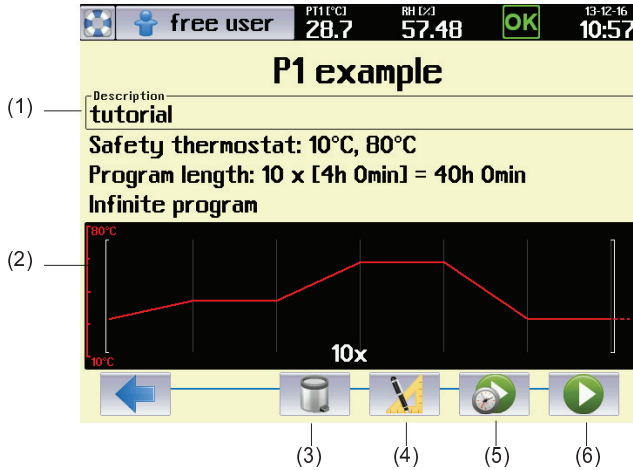 free user PT1 [°C] RH [%] OK 13-12-16
28.7 57.48 10:57
P1 example
Description
(1) tutorial
Safety thermostat: 10°C, 80°C
Program length: 10 x [4h 0min] = 40h 0min
Infinite program
80°C
(2)
10x
10°C
(3) (4) (5) (6)